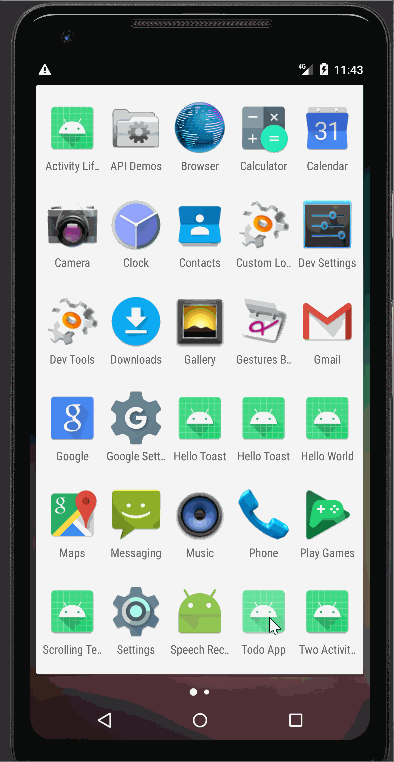 4G 11:43
Activity Lif.. API Demos Browser Calculator Calendar
31
Camera Clock Contacts Custom Lo.. Dev Settings
Dev Tools Downloads Gallery Gestures B.. Gmail
g G
Google Google Sett.. Hello Toast Hello Toast Hello World
g
Maps Messaging Music Phone Play Games
Scrolling Te.. Settings Speech Rec.. Todo App Two Activit..